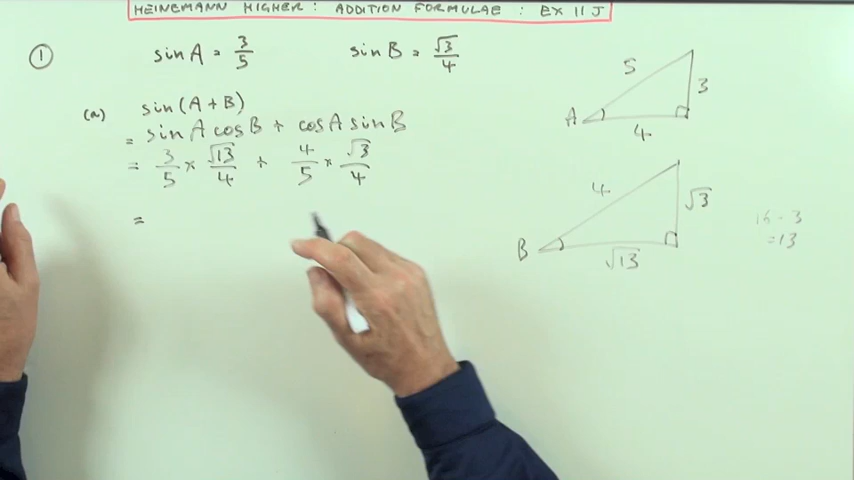 HEINEMANN HIGHER : ADDITION FORMULAE : EX 11 J
1 sin A = 3/5 sin B = √3/4
(a) sin(A + B)
= sin A cos B + cos A sin B
= 3/5 × √13/4 + 4/5 × √3/4
=
5
3
A
4
4
√3
B
√13
16 - 3
= 13